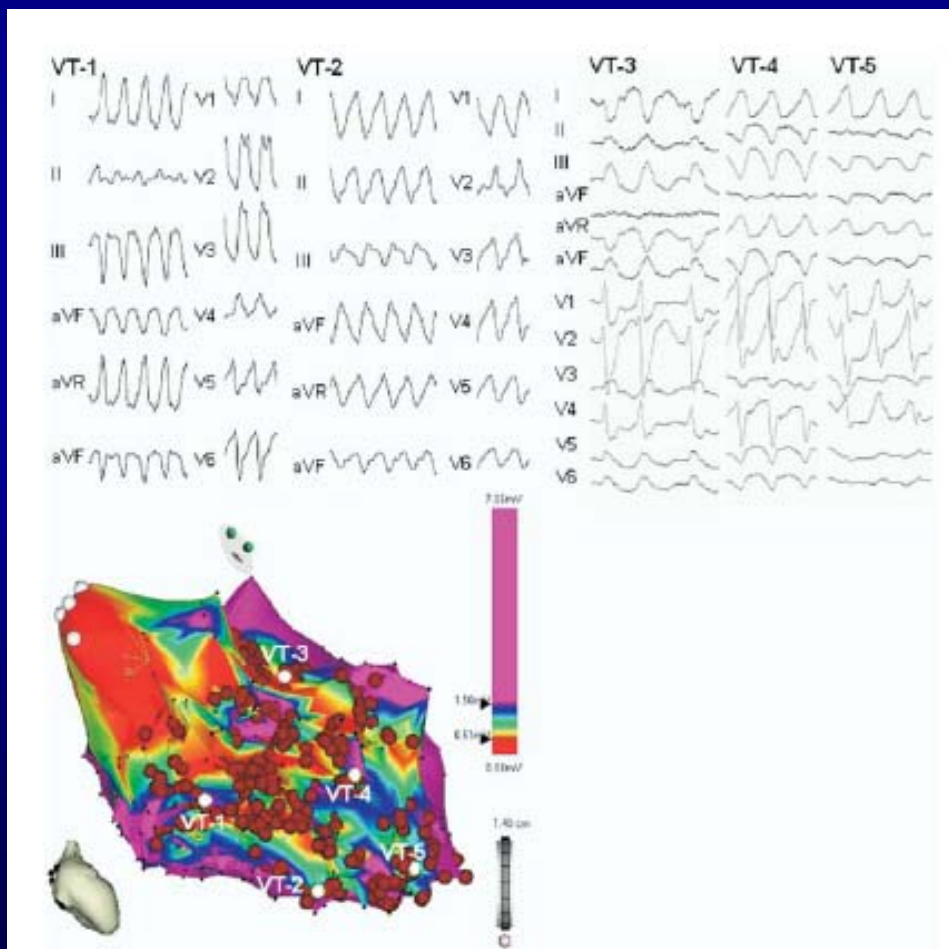 VT-1 VT-2 VT-3 VT-4 VT-5
I V1 I V1 I
II
II V2 II V2 III
aVF
III V3 III V3 aVR
aVF
aVF V4 aVF V4 V1
V2
aVR V5 aVR V5 V3
V4
aVF V6 aVF V6 V5
V6
VT-3
VT-4
VT-1
VT-5
VT-2